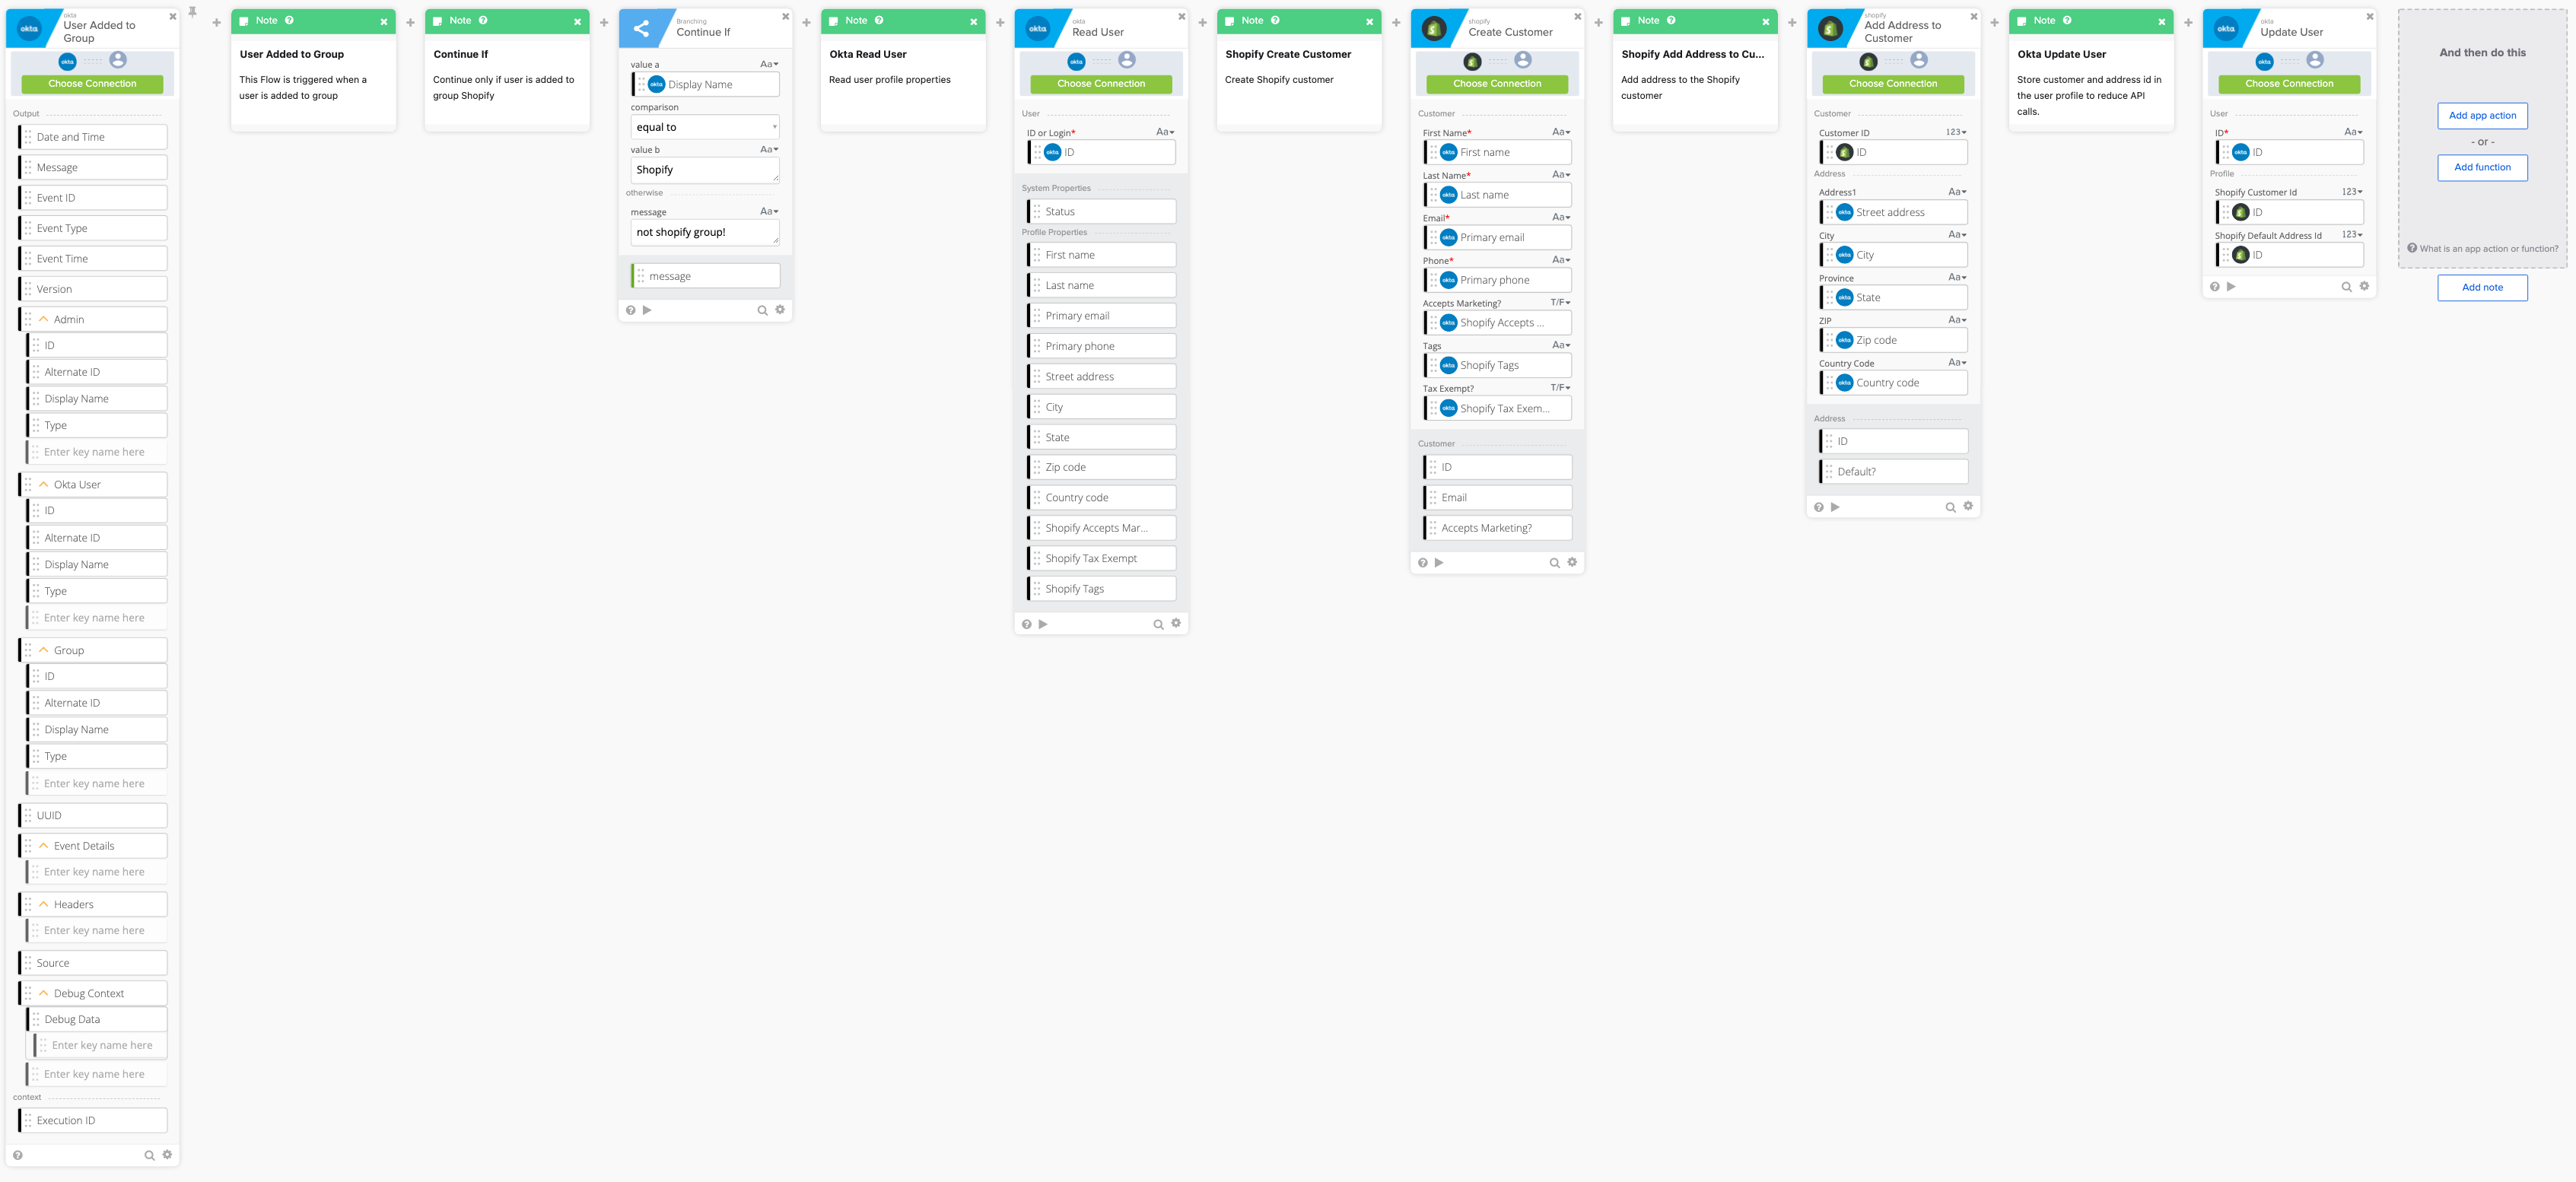 okta
okta
User Added to
Group
okta
Choose Connection
Output
Date and Time
Message
Event ID
Event Type
Event Time
Version
Admin
ID
Alternate ID
Display Name
Type
Enter key name here
Okta User
ID
Alternate ID
Display Name
Type
Enter key name here
Group
ID
Alternate ID
Display Name
Type
Enter key name here
UUID
Event Details
Enter key name here
Headers
Enter key name here
Source
Debug Context
Debug Data
Enter key name here
Enter key name here
context
Execution ID
Note
User Added to Group
This Flow is triggered when a
user is added to group
Note
Continue If
Continue only if user is added to
group Shopify
Branching
Continue If
value a Aa
okta Display Name
comparison
equal to
value b Aa
Shopify
otherwise
message Aa
not shopify group!
message
Note
Okta Read User
Read user profile properties
okta
okta
Read User
okta
Choose Connection
User
ID or Login* Aa
okta ID
System Properties
Status
Profile Properties
First name
Last name
Primary email
Primary phone
Street address
City
State
Zip code
Country code
Shopify Accepts Mar...
Shopify Tax Exempt
Shopify Tags
Note
Shopify Create Customer
Create Shopify customer
shopify
Create Customer
Choose Connection
Customer
First Name* Aa
okta First name
Last Name* Aa
okta Last name
Email* Aa
okta Primary email
Phone* Aa
okta Primary phone
Accepts Marketing? T/F
okta Shopify Accepts ...
Tags Aa
okta Shopify Tags
Tax Exempt? T/F
okta Shopify Tax Exem...
Customer
ID
Email
Accepts Marketing?
Note
Shopify Add Address to Cu...
Add address to the Shopify
customer
shopify
Add Address to
Customer
Choose Connection
Customer
Customer ID 123
ID
Address
Address1 Aa
okta Street address
City Aa
okta City
Province Aa
okta State
ZIP Aa
okta Zip code
Country Code Aa
okta Country code
Address
ID
Default?
Note
Okta Update User
Store customer and address id in
the user profile to reduce API
calls.
okta
okta
Update User
okta
Choose Connection
User
ID* Aa
okta ID
Profile
Shopify Customer Id 123
ID
Shopify Default Address Id 123
ID
And then do this
Add app action
- or -
Add function
What is an app action or function?
Add note